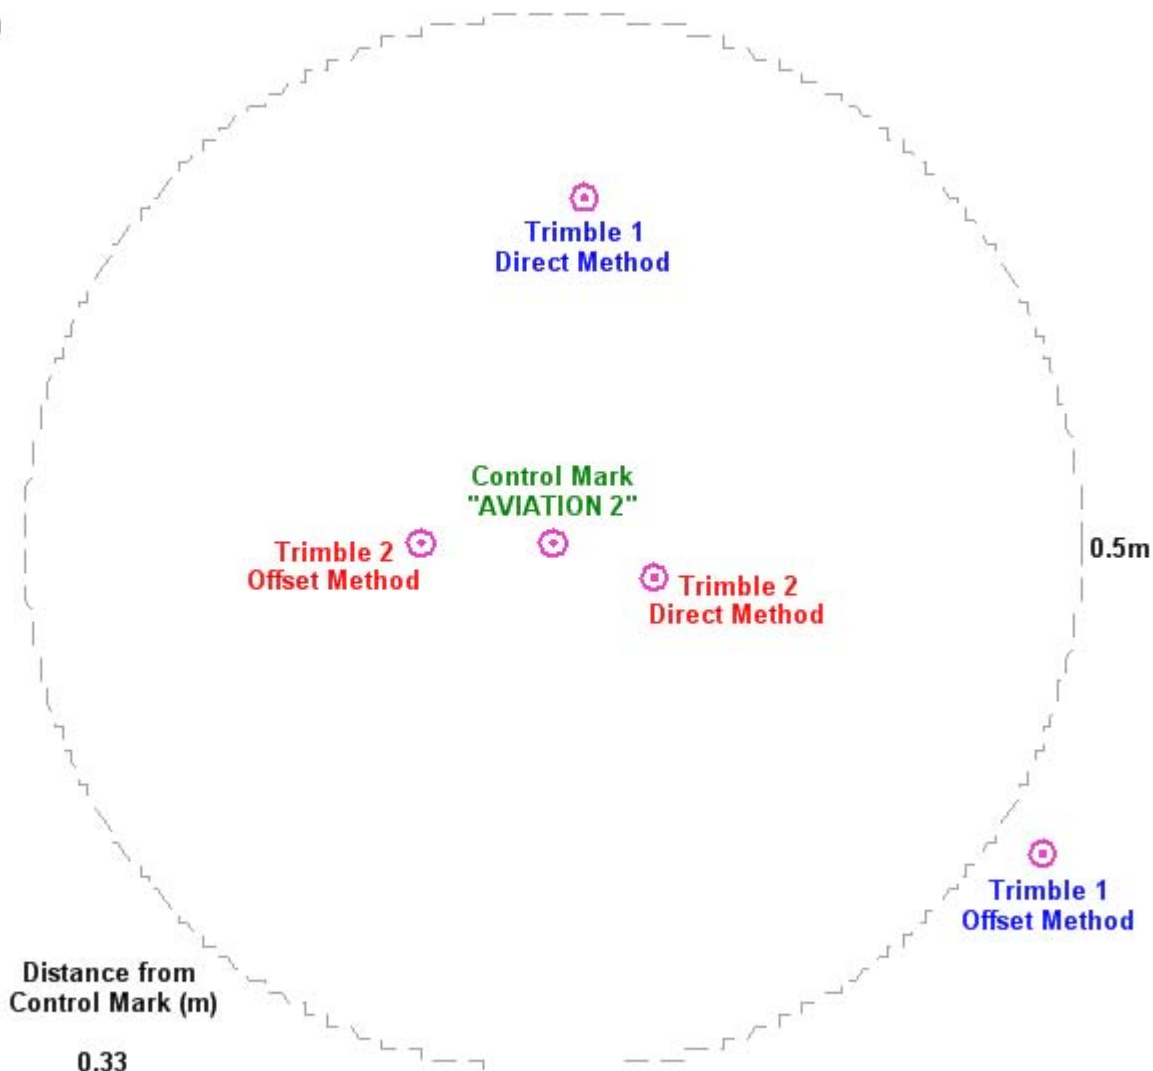 Trimble 1
Direct Method
Control Mark
"AVIATION 2"
Trimble 2
Offset Method
0.5m
Trimble 2
Direct Method
Trimble 1
Offset Method
Distance from
Control Mark (m)
0.33